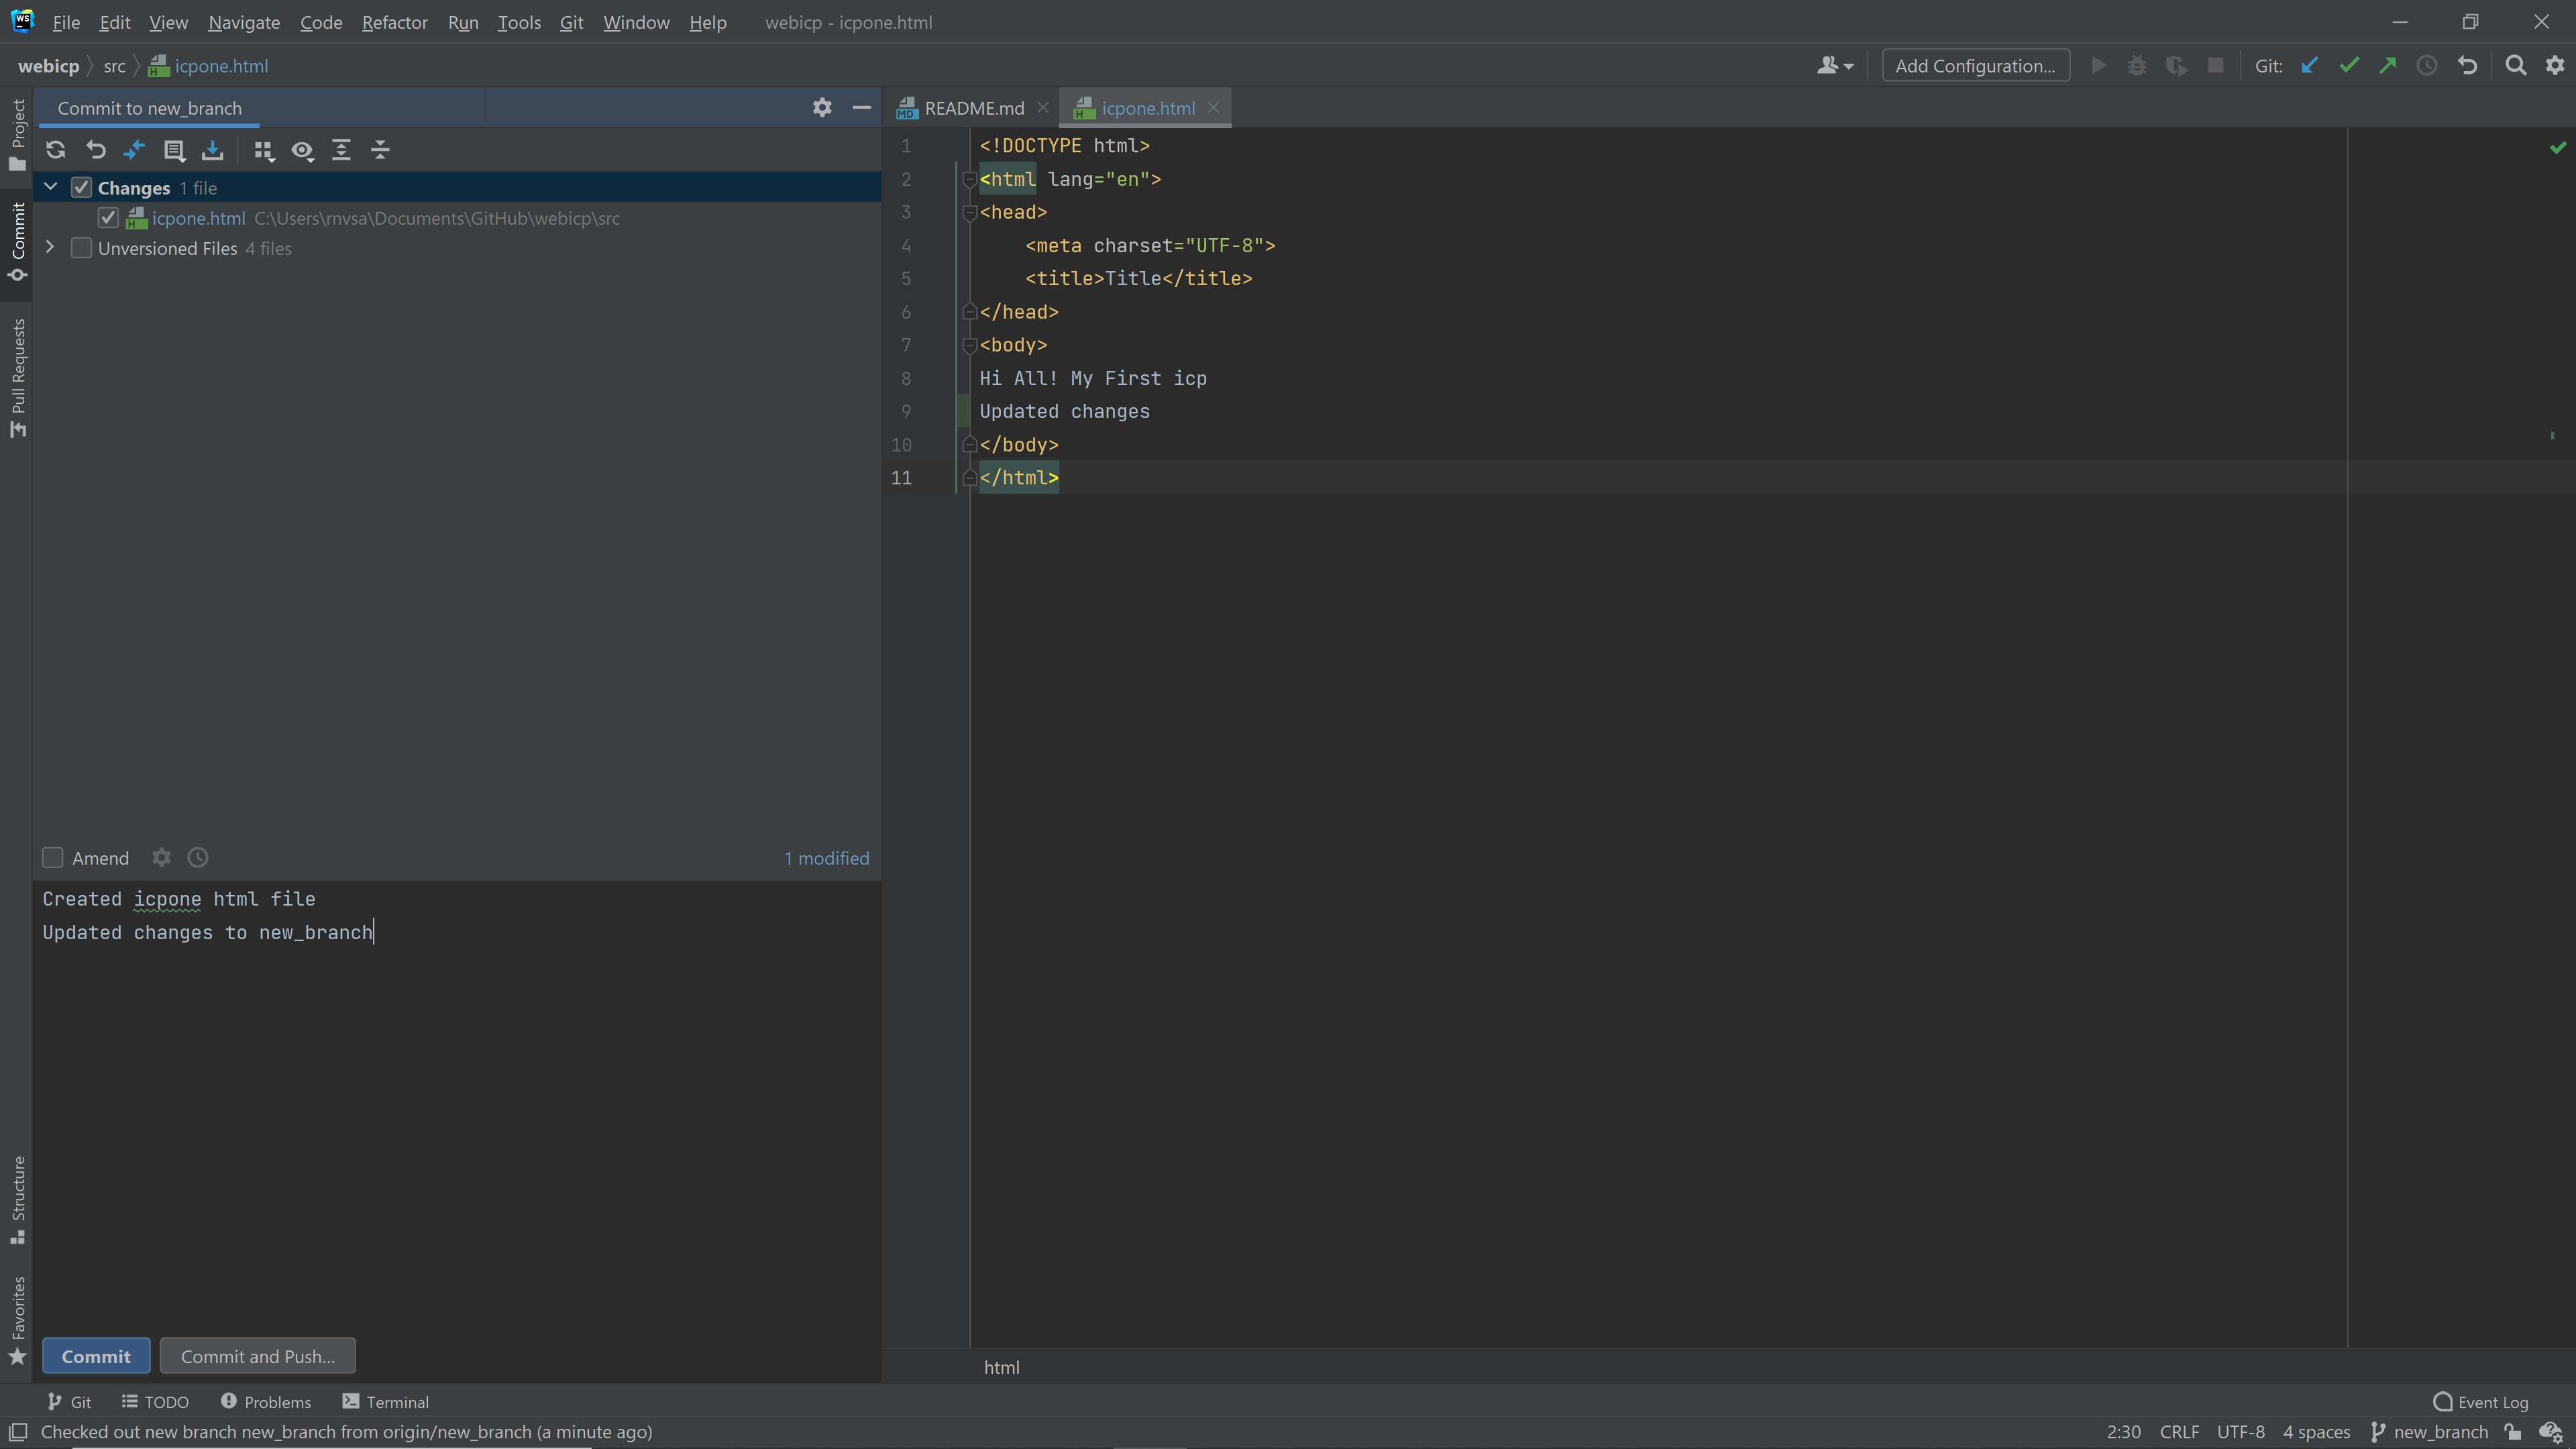 WS File Edit View Navigate Code Refactor Run Tools Git Window Help webicp - icpone.html
webicp src icpone.html Add Configuration... Git:
Project
Commit
Pull Requests
Structure
Favorites
Commit to new_branch
Changes 1 file
icpone.html C:\Users\rnvsa\Documents\GitHub\webicp\src
Unversioned Files 4 files
Amend 1 modified
Created icpone html file
Updated changes to new_branch
Commit Commit and Push...
README.md icpone.html
1 <!DOCTYPE html>
2 <html lang="en">
3 <head>
4 <meta charset="UTF-8">
5 <title>Title</title>
6 </head>
7 <body>
8 Hi All! My First icp
9 Updated changes
10 </body>
11 </html>
html
Git TODO Problems Terminal Event Log
Checked out new branch new_branch from origin/new_branch (a minute ago) 2:30 CRLF UTF-8 4 spaces new_branch